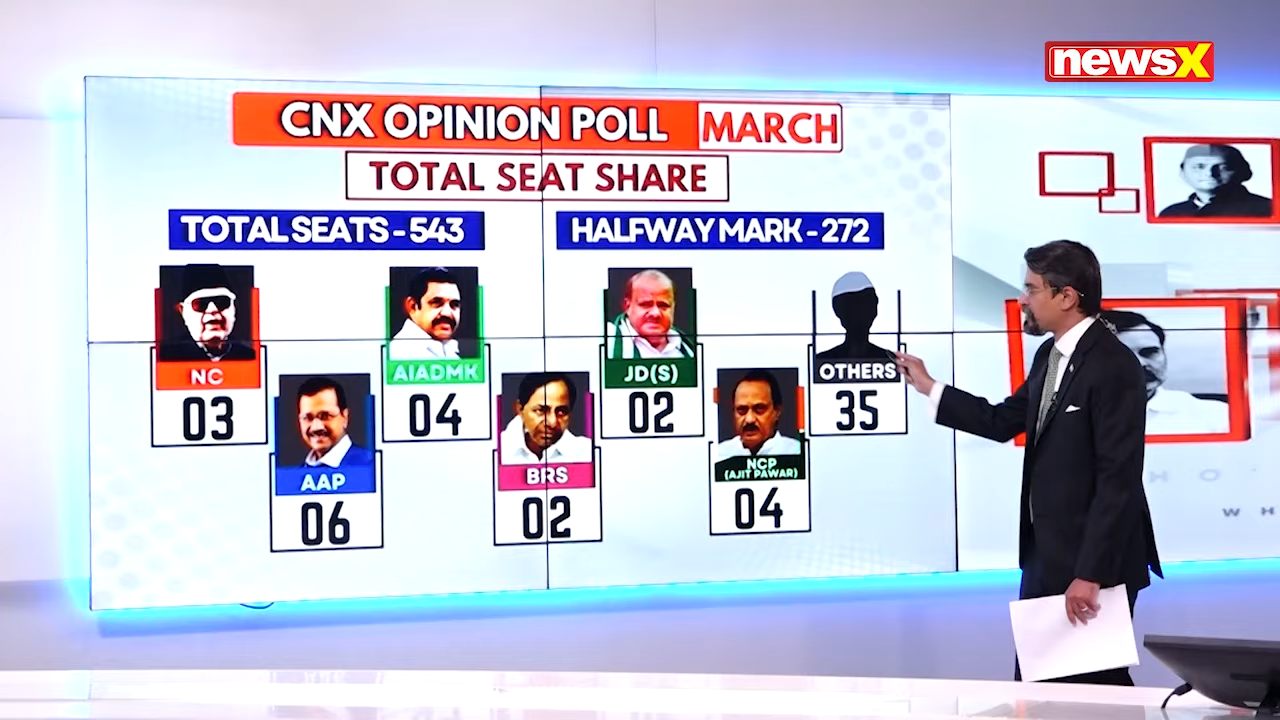 newsX
CNX OPINION POLL MARCH
TOTAL SEAT SHARE
TOTAL SEATS - 543
HALFWAY MARK - 272
NC
03
AAP
06
AIADMK
04
BRS
02
JD(S)
02
NCP
(AJIT PAWAR)
04
OTHERS
35
WH